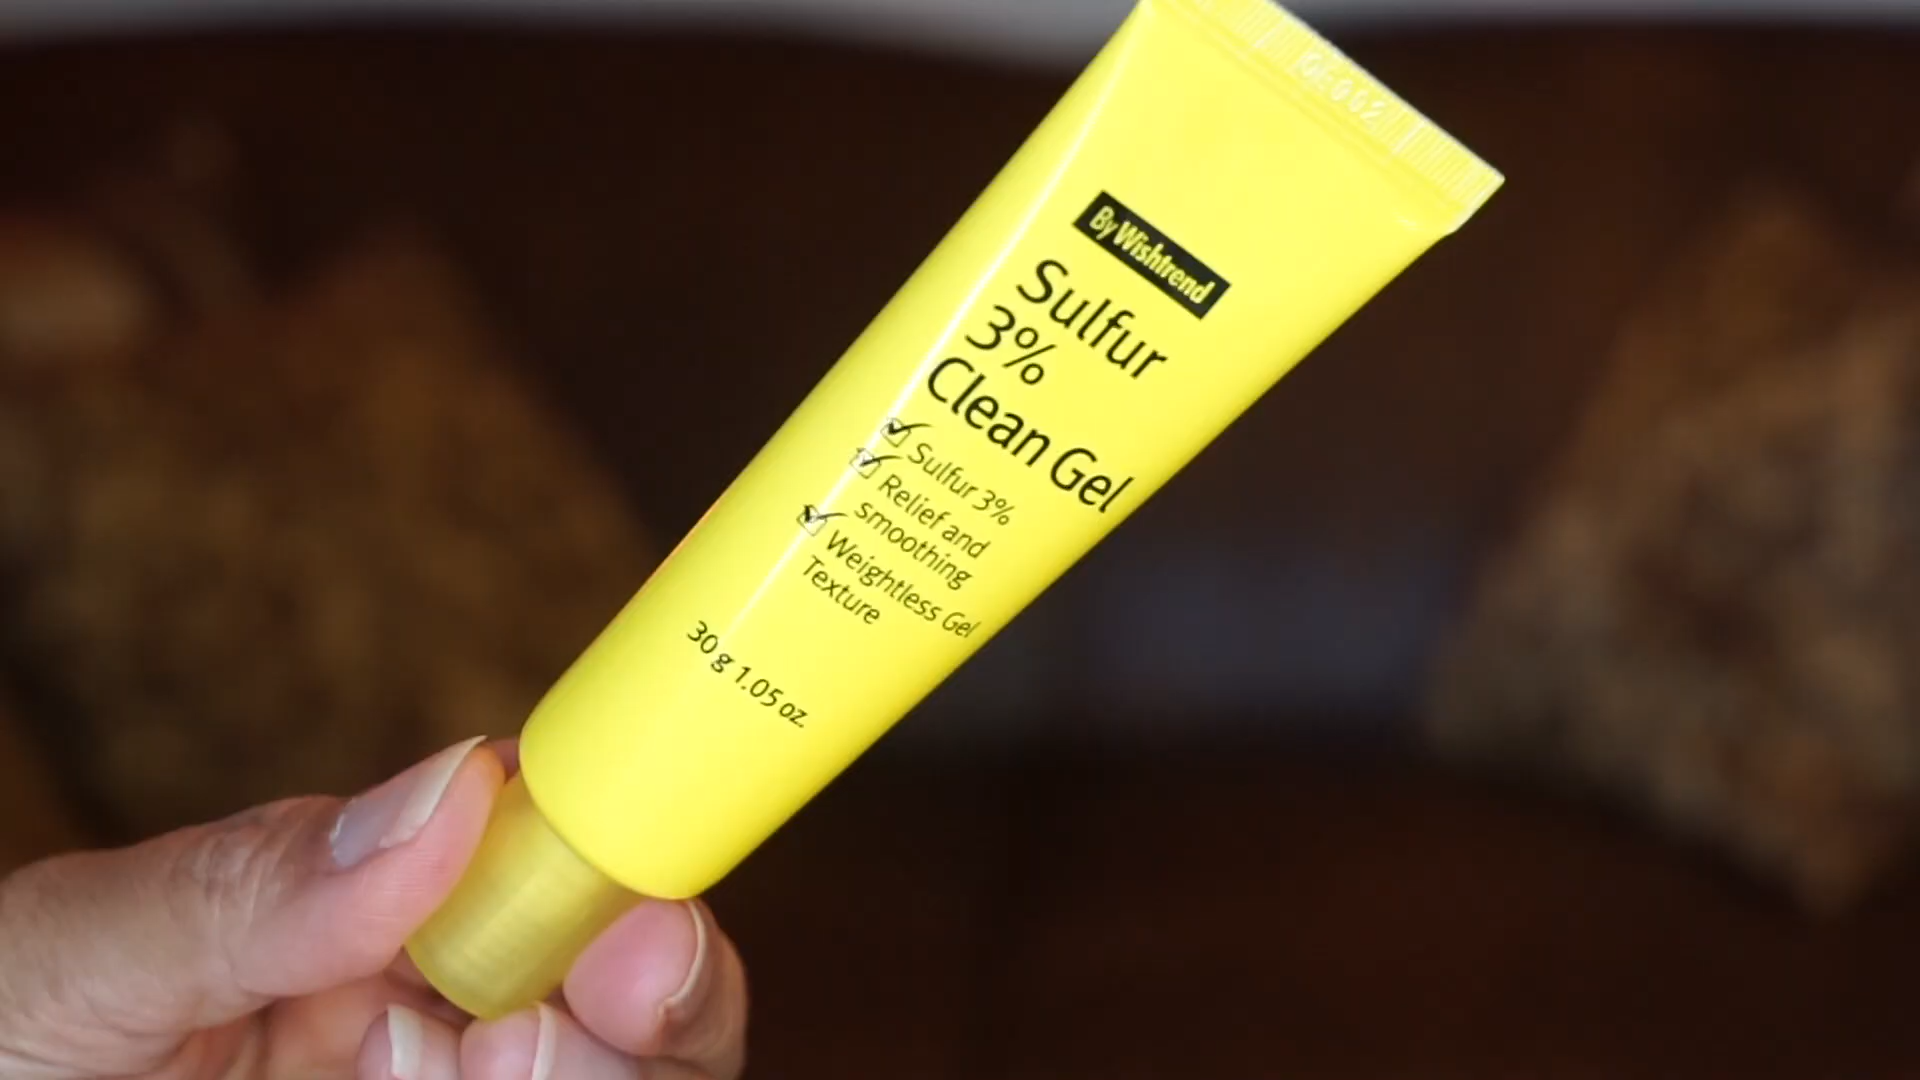 By Wishtrend
Sulfur
3%
Clean Gel
Sulfur 3%
Relief and
smoothing
Weightless Gel
Texture
30 g 1.05 oz.